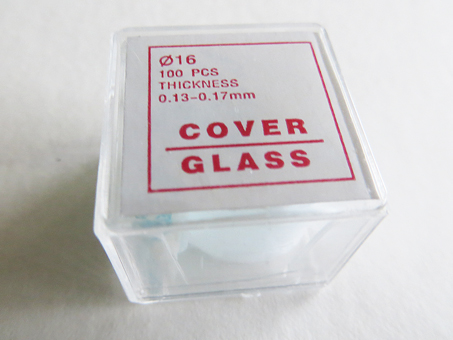 Ø16
100 PCS
THICKNESS
0.13-0.17mm
COVER
GLASS